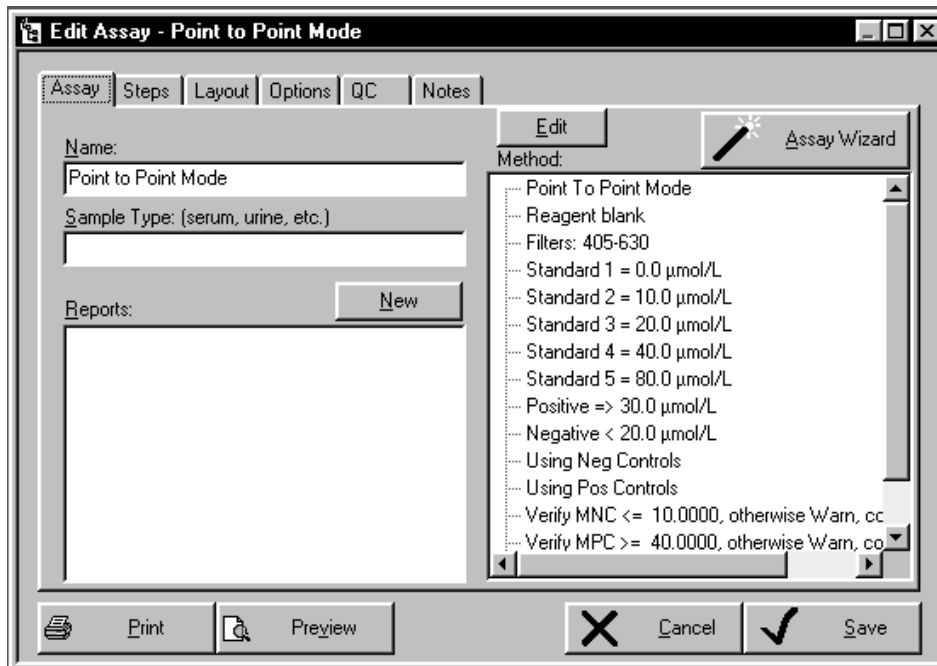 Edit Assay - Point to Point Mode
Assay
Steps
Layout
Options
QC
Notes
Edit
Assay Wizard
Name:
Point to Point Mode
Sample Type: (serum, urine, etc.)
Reports:
New
Method:
Point To Point Mode
Reagent blank
Filters: 405-630
Standard 1 = 0.0 µmol/L
Standard 2 = 10.0 µmol/L
Standard 3 = 20.0 µmol/L
Standard 4 = 40.0 µmol/L
Standard 5 = 80.0 µmol/L
Positive => 30.0 µmol/L
Negative < 20.0 µmol/L
Using Neg Controls
Using Pos Controls
Verify MNC <= 10.0000, otherwise Warn, cc
Verify MPC >= 40.0000, otherwise Warn, co
Print
Preview
Cancel
Save